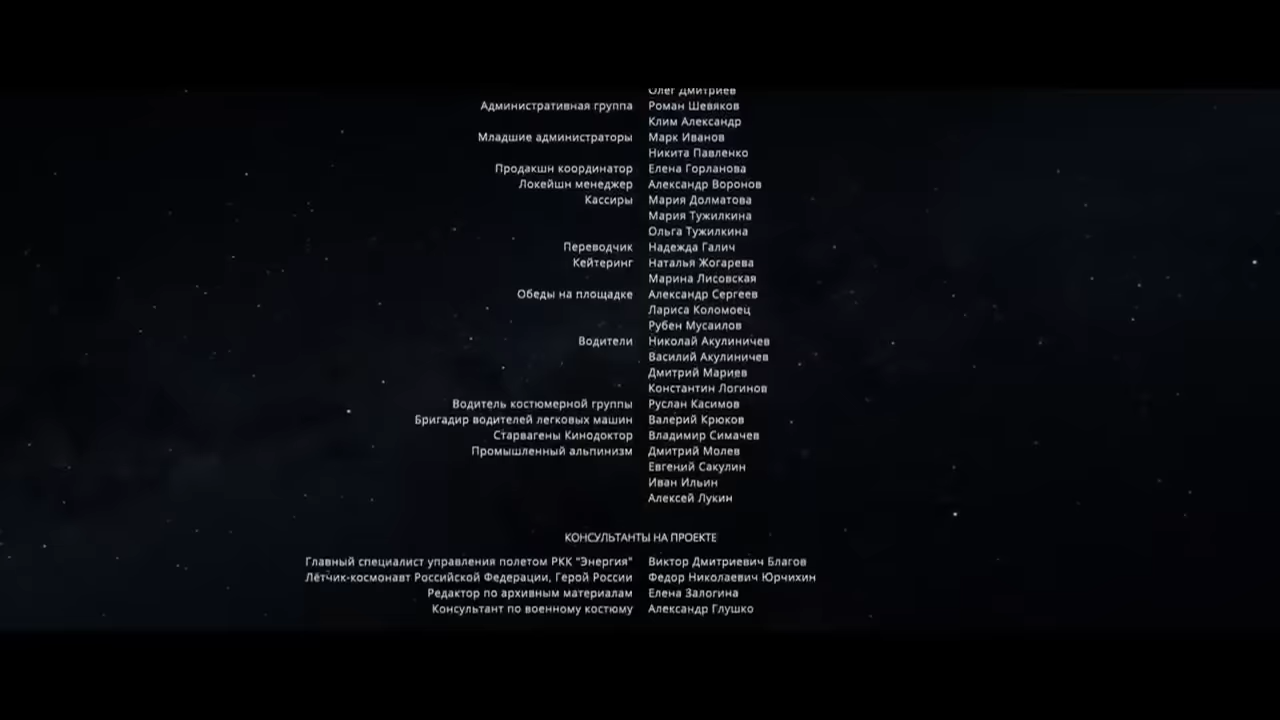 Олег Дмитриев
Административная группа Роман Шевяков
Клим Александр
Младшие администраторы Марк Иванов
Никита Павленко
Продакшн координатор Елена Горланова
Локейшн менеджер Александр Воронов
Кассиры Мария Долматова
Мария Тужилкина
Ольга Тужилкина
Переводчик Надежда Галич
Кейтеринг Наталья Жогарева
Марина Лисовская
Обеды на площадке Александр Сергеев
Лариса Коломоец
Рубен Мусаилов
Водители Николай Акулиничев
Василий Акулиничев
Дмитрий Мариев
Константин Логинов
Водитель костюмерной группы Руслан Касимов
Бригадир водителей легковых машин Валерий Крюков
Старвагены Кинодоктор Владимир Симачев
Промышленный альпинизм Дмитрий Молев
Евгений Сакулин
Иван Ильин
Алексей Лукин
КОНСУЛЬТАНТЫ НА ПРОЕКТЕ
Главный специалист управления полетом РКК "Энергия" Виктор Дмитриевич Благов
Лётчик-космонавт Российской Федерации, Герой России Федор Николаевич Юрчихин
Редактор по архивным материалам Елена Залогина
Консультант по военному костюму Александр Глушко